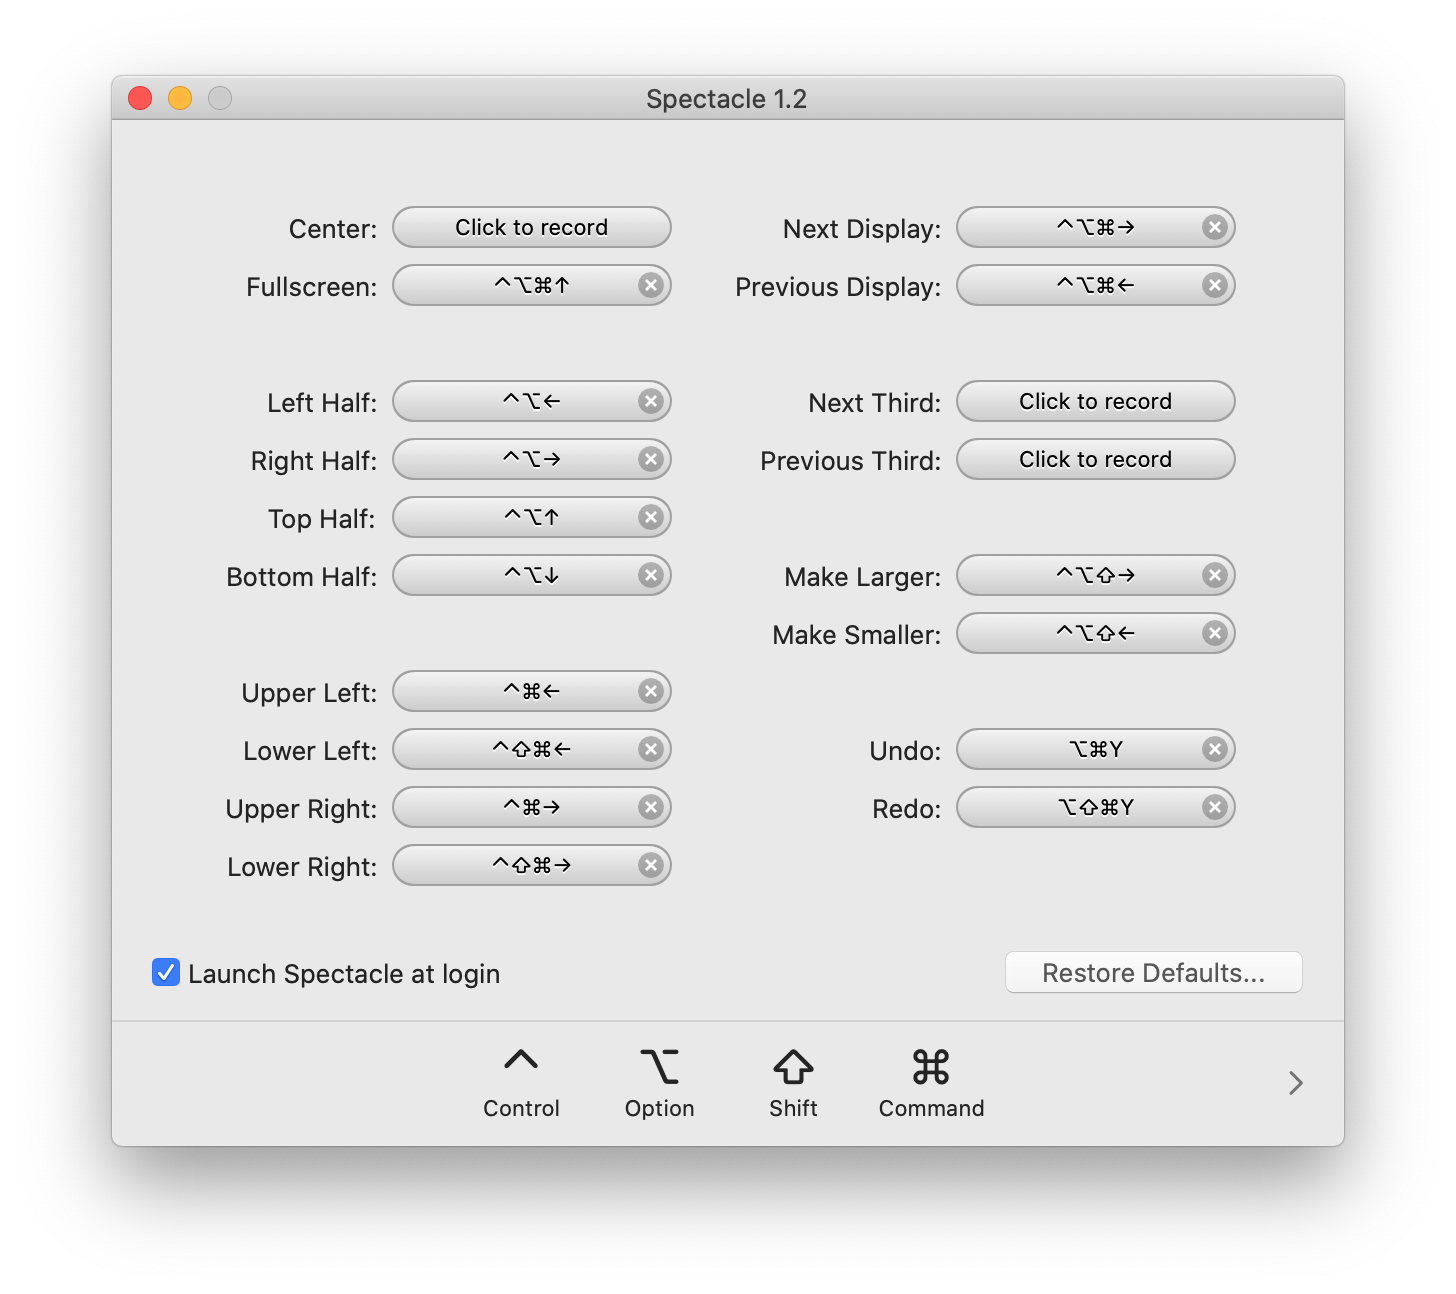 Spectacle 1.2
Center: Click to record
Fullscreen: ^⌥⌘↑
Left Half: ^⌥←
Right Half: ^⌥→
Top Half: ^⌥↑
Bottom Half: ^⌥↓
Upper Left: ^⌘←
Lower Left: ^⇧⌘←
Upper Right: ^⌘→
Lower Right: ^⇧⌘→
Next Display: ^⌥⌘→
Previous Display: ^⌥⌘←
Next Third: Click to record
Previous Third: Click to record
Make Larger: ^⌥⇧→
Make Smaller: ^⌥⇧←
Undo: ⌥⌘Y
Redo: ⌥⇧⌘Y
Launch Spectacle at login
Restore Defaults...
^ ⌥ ⇧ ⌘
Control Option Shift Command